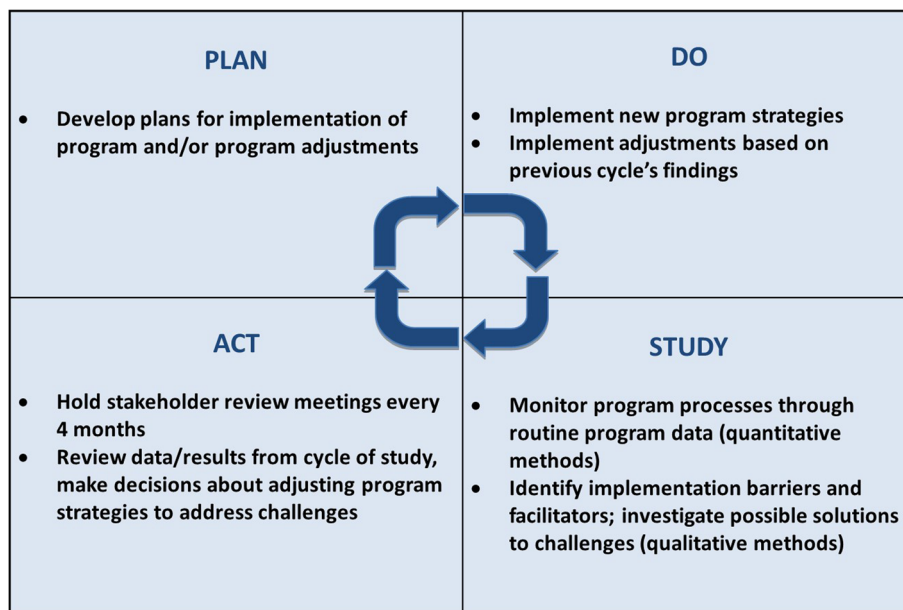 PLAN
• Develop plans for implementation of
program and/or program adjustments
DO
• Implement new program strategies
• Implement adjustments based on
previous cycle’s findings
ACT
• Hold stakeholder review meetings every
4 months
• Review data/results from cycle of study,
make decisions about adjusting program
strategies to address challenges
STUDY
• Monitor program processes through
routine program data (quantitative
methods)
• Identify implementation barriers and
facilitators; investigate possible solutions
to challenges (qualitative methods)